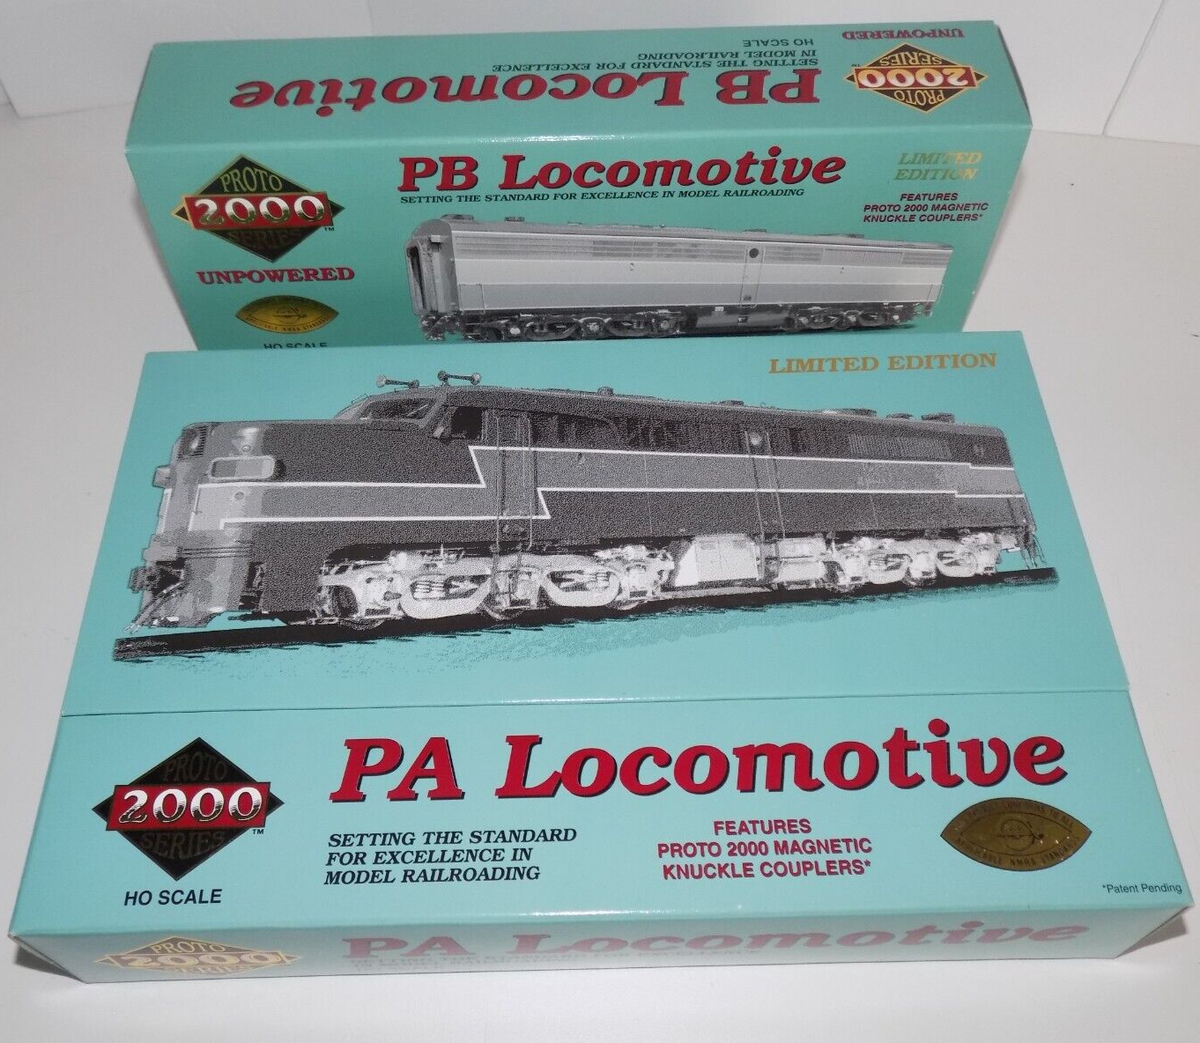 UNPOWERED
PROTO
2000
SERIES
HO SCALE
SETTING THE STANDARD FOR EXCELLENCE
IN MODEL RAILROADING
PB Locomotive
PROTO
2000
SERIES
™
UNPOWERED
HO SCALE
PB Locomotive
SETTING THE STANDARD FOR EXCELLENCE IN MODEL RAILROADING
LIMITED
EDITION
FEATURES
PROTO 2000 MAGNETIC
KNUCKLE COUPLERS*
LIMITED EDITION
PROTO
2000
SERIES
™
HO SCALE
PA Locomotive
SETTING THE STANDARD
FOR EXCELLENCE IN
MODEL RAILROADING
FEATURES
PROTO 2000 MAGNETIC
KNUCKLE COUPLERS*
*Patent Pending
PROTO
2000
SERIES
PA Locomotive